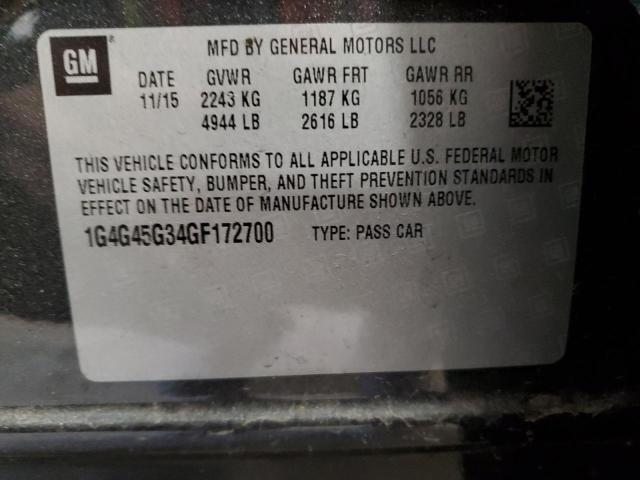 GM
MFD BY GENERAL MOTORS LLC
DATE GVWR GAWR FRT GAWR RR
11/15 2243 KG 1187 KG 1056 KG
4944 LB 2616 LB 2328 LB
THIS VEHICLE CONFORMS TO ALL APPLICABLE U.S. FEDERAL MOTOR
VEHICLE SAFETY, BUMPER, AND THEFT PREVENTION STANDARDS IN
EFFECT ON THE DATE OF MANUFACTURE SHOWN ABOVE.
1G4G45G34GF172700 TYPE: PASS CAR